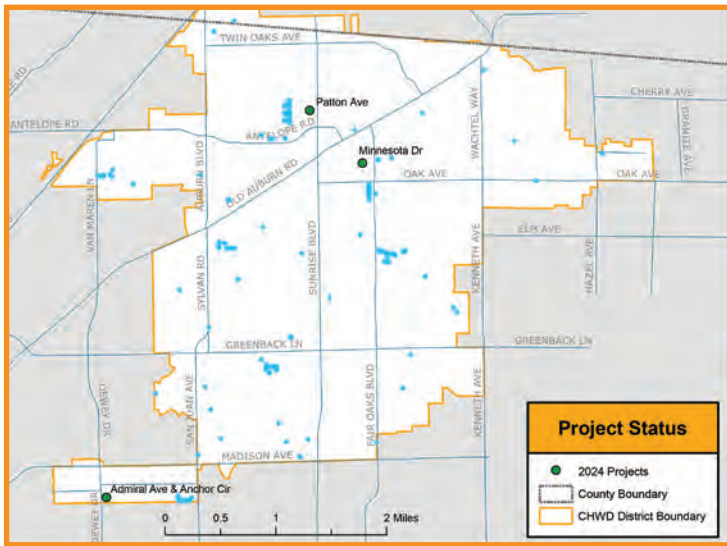 TWIN OAKS AVE
Patton Ave
ANTELOPE RD
ANTELOPE RD
Minnesota Dr
WACHTEL WAY
CHERRY AVE
GRANITE AVE
AUBURN BLVD
OLD AUBURN RD
OAK AVE
OAK AVE
VAN MAREN LN
SUNRISE BLVD
ELM AVE
HAZEL AVE
KENNETH AVE
SYLVAN RD
GREENBACK LN
DEWEY DR
SAN JUAN AVE
FAIR OAKS BLVD
KENNETH AVE
MADISON AVE
Admiral Ave & Anchor Cir
DEWEY DR
0 0.5 1 2 Miles
Project Status
2024 Projects
County Boundary
CHWD District Boundary